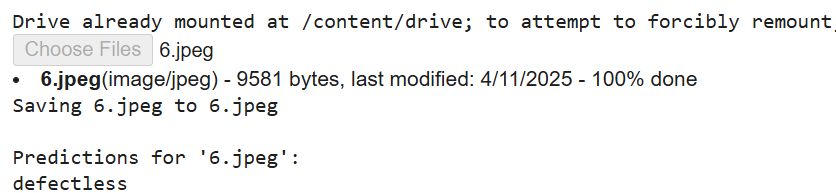 Drive already mounted at /content/drive; to attempt to forcibly remount,
Choose Files 6.jpeg
• 6.jpeg(image/jpeg) - 9581 bytes, last modified: 4/11/2025 - 100% done
Saving 6.jpeg to 6.jpeg
Predictions for '6.jpeg':
defectless